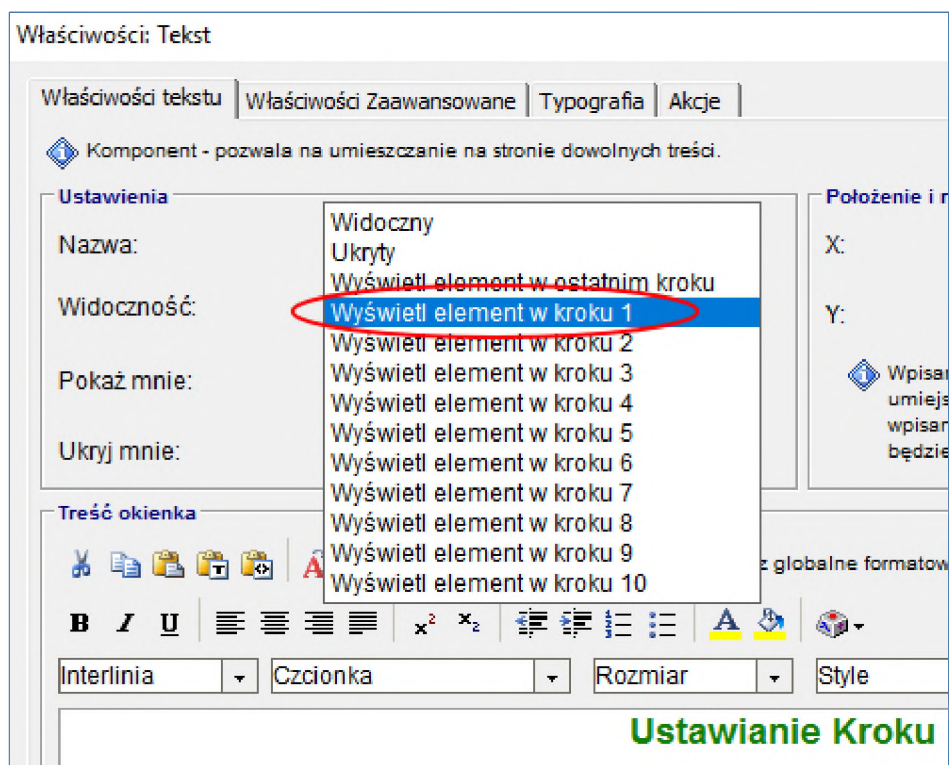 Właściwości: Tekst
Właściwości tekstu Właściwości Zaawansowane Typografia Akcje
Komponent - pozwala na umieszczanie na stronie dowolnych treści.
Ustawienia
Położenie i r
Nazwa:
Widoczność:
Pokaż mnie:
Ukryj mnie:
Widoczny
Ukryty
Wyświetl element w ostatnim kroku
Wyświetl element w kroku 1
Wyświetl element w kroku 2
Wyświetl element w kroku 3
Wyświetl element w kroku 4
Wyświetl element w kroku 5
Wyświetl element w kroku 6
Wyświetl element w kroku 7
Wyświetl element w kroku 8
Wyświetl element w kroku 9
Wyświetl element w kroku 10
X:
Y:
Wpisar
umiejs
wpisar
będzie
Treść okienka
z globalne formatow
B I U x² x₂ A
Interlinia Czcionka Rozmiar Style
Ustawianie Kroku